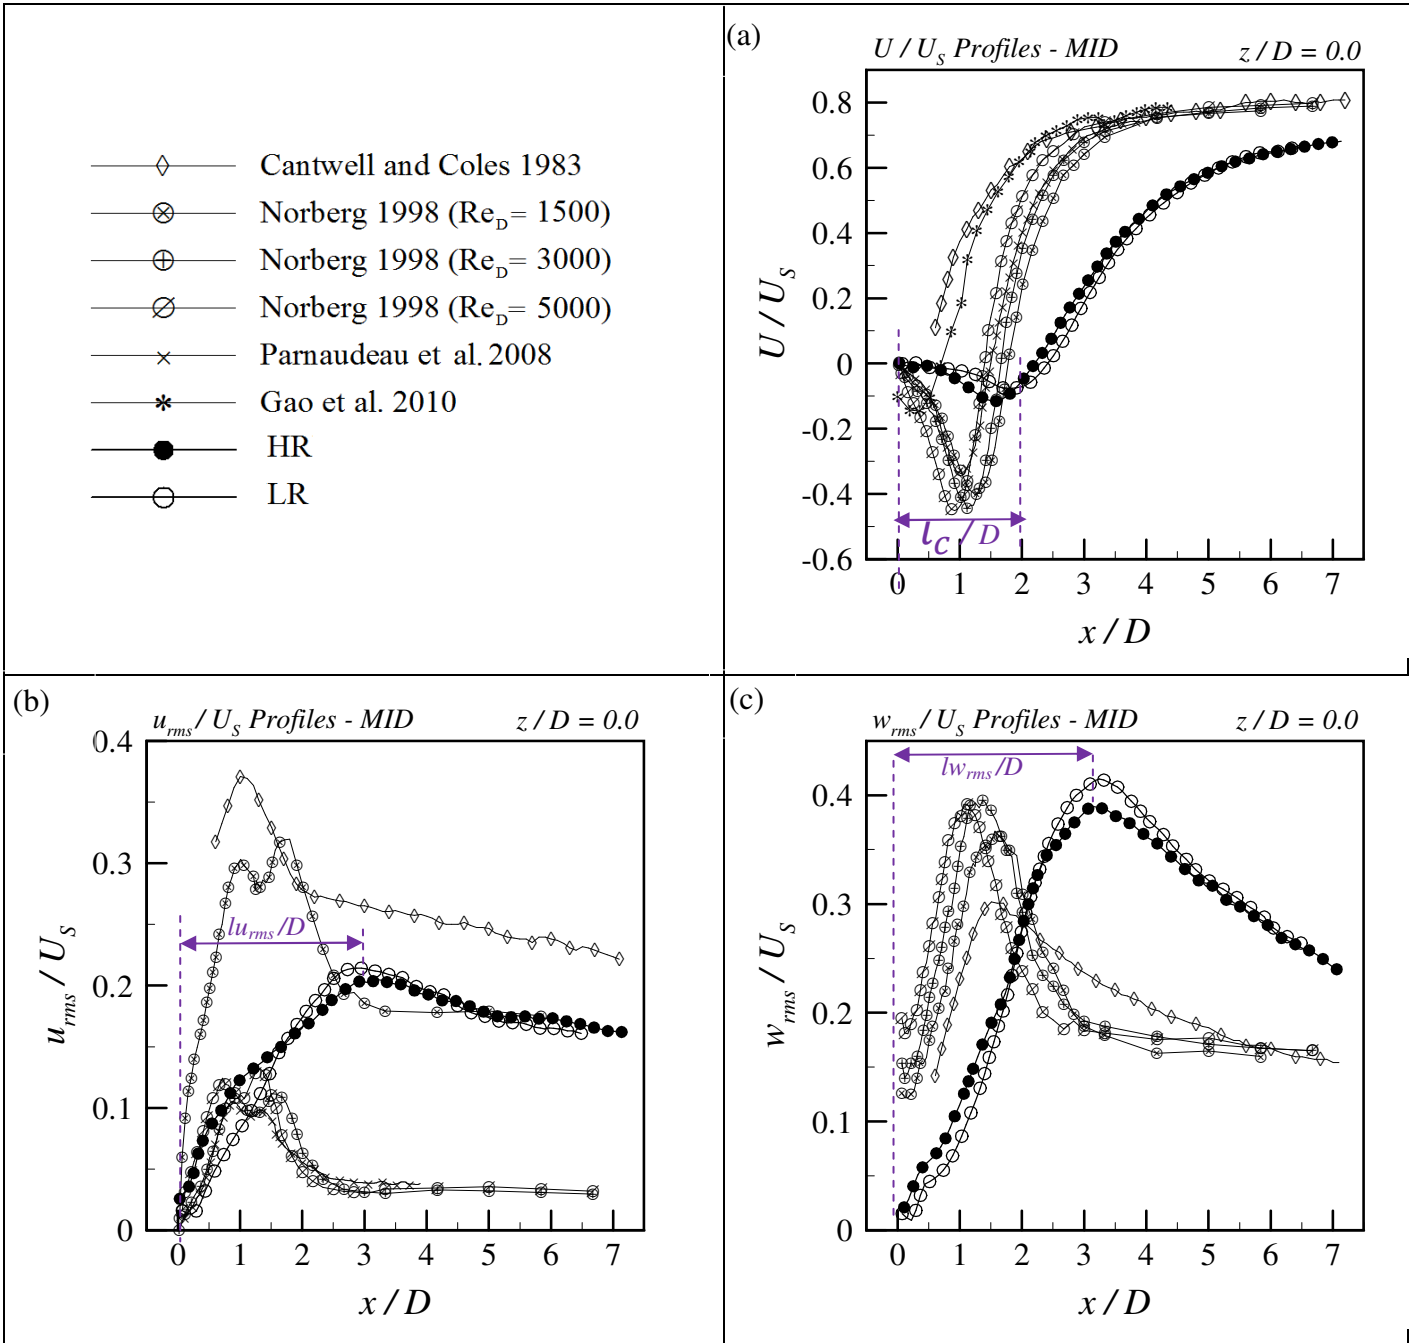 Cantwell and Coles 1983
Norberg 1998 (Re_D= 1500)
Norberg 1998 (Re_D= 3000)
Norberg 1998 (Re_D= 5000)
Parnaudeau et al. 2008
Gao et al. 2010
HR
LR
(a)
U / U_S Profiles - MID z / D = 0.0
0.8
0.6
0.4
0.2
0
-0.2
-0.4
-0.6
U / U_S
l_c / D
0 1 2 3 4 5 6 7
x / D
(b)
u_rms / U_S Profiles - MID z / D = 0.0
0.4
0.3
0.2
0.1
0
u_rms / U_S
lu_rms/D
0 1 2 3 4 5 6 7
x / D
(c)
w_rms / U_S Profiles - MID z / D = 0.0
0.4
0.3
0.2
0.1
0
w_rms / U_S
lw_rms/D
0 1 2 3 4 5 6 7
x / D